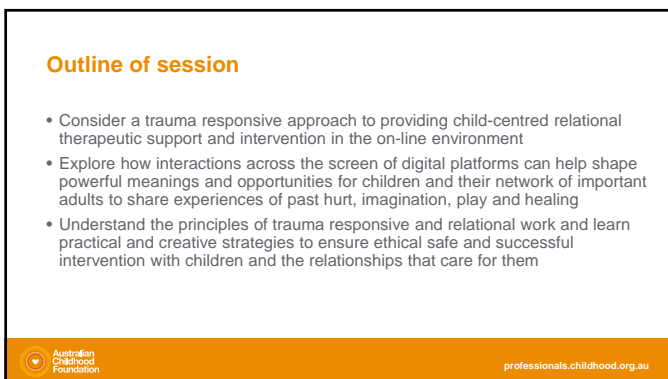 Outline of session
• Consider a trauma responsive approach to providing child-centred relational
therapeutic support and intervention in the on-line environment
• Explore how interactions across the screen of digital platforms can help shape
powerful meanings and opportunities for children and their network of important
adults to share experiences of past hurt, imagination, play and healing
• Understand the principles of trauma responsive and relational work and learn
practical and creative strategies to ensure ethical safe and successful
intervention with children and the relationships that care for them
Australian
Childhood
Foundation
professionals.childhood.org.au